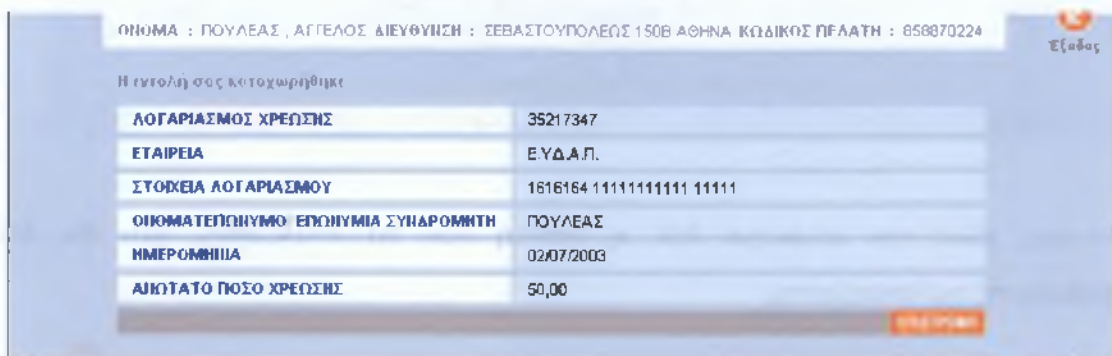 ΟΝΟΜΑ : ΠΟΥΛΕΑΣ , ΑΓΓΕΛΟΣ ΔΙΕΥΘΥΝΣΗ : ΣΕΒΑΣΤΟΥΠΟΛΕΩΣ 150Β ΑΘΗΝΑ ΚΩΔΙΚΟΣ ΠΕΛΑΤΗ : 858870224
Έξοδος
Η εντολή σας καταχωρήθηκε
ΛΟΓΑΡΙΑΣΜΟΣ ΧΡΕΩΣΗΣ 35217347
ΕΤΑΙΡΕΙΑ Ε.ΥΔ.Α.Π.
ΣΤΟΙΧΕΙΑ ΛΟΓΑΡΙΑΣΜΟΥ 1616164 11111111111 11111
ΟΝΟΜΑΤΕΠΩΝΥΜΟ ΕΠΩΝΥΜΙΑ ΣΥΝΔΡΟΜΗΤΗ ΠΟΥΛΕΑΣ
ΗΜΕΡΟΜΗΝΙΑ 02/07/2003
ΑΝΩΤΑΤΟ ΠΟΣΟ ΧΡΕΩΣΗΣ 50,00